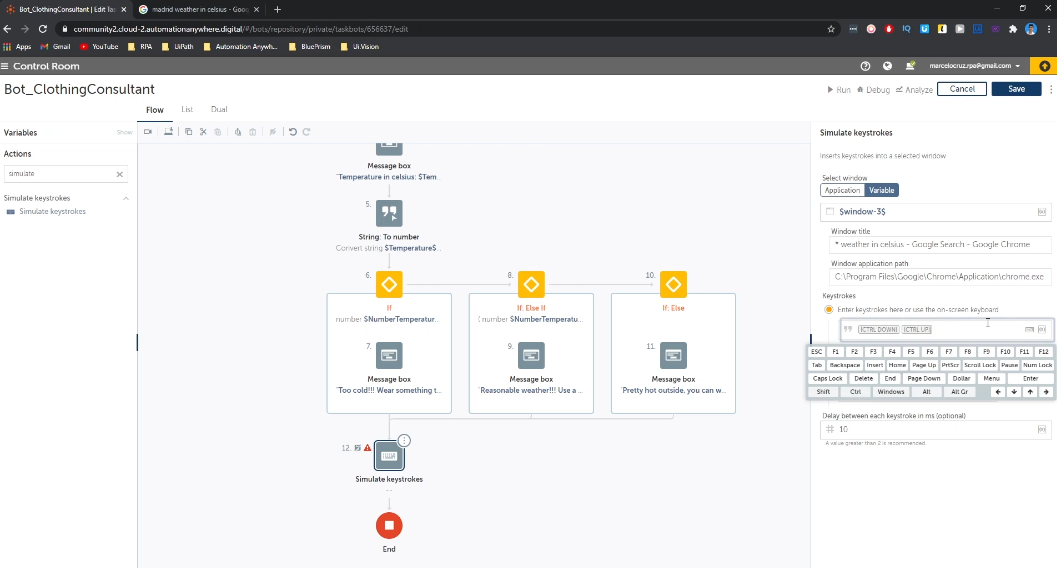 Bot_ClothingConsultant | Edit Tas
madrid weather in celsius - Goog
community2.cloud-2.automationanywhere.digital/#/bots/repository/private/taskbots/656637/edit
Apps
Gmail
YouTube
RPA
UiPath
Automation Anywh...
BluePrism
Ui.Vision
Control Room
marcelocruz.rpa@gmail.com
Bot_ClothingConsultant
Run
Debug
Analyze
Cancel
Save
Flow
List
Dual
Variables
Show
Actions
simulate
Simulate keystrokes
Simulate keystrokes
Message box
"Temperature in celsius: $Tem...
5.
String: To number
Convert string $Temperature$...
6.
8.
10.
If
If: Else If
If: Else
number $NumberTemperatur...
( number $NumberTemperatur...
7.
9.
11.
Message box
Message box
Message box
"Too cold!!! Wear something t...
"Reasonable weather!!! Use a ...
"Pretty hot outside, you can w...
12.
Simulate keystrokes
...
End
Simulate keystrokes
Inserts keystrokes into a selected window
Select window
Application
Variable
$window-3$
(x)
Window title
* weather in celsius - Google Search - Google Chrome
Window application path
C:\Program Files\Google\Chrome\Application\chrome.exe
Keystrokes
Enter keystrokes here or use the on-screen keyboard
[CTRL DOWN] [CTRL UP]
(x)
ESC F1 F2 F3 F4 F5 F6 F7 F8 F9 F10 F11 F12
Tab Backspace Insert Home Page Up PrtScr Scroll Lock Pause Num Lock
Caps Lock Delete End Page Down Dollar Menu Enter
Shift Ctrl Windows Alt Alt Gr ← ↓ ↑ →
Delay between each keystroke in ms (optional)
# 10
(x)
A value greater than 2 is recommended.